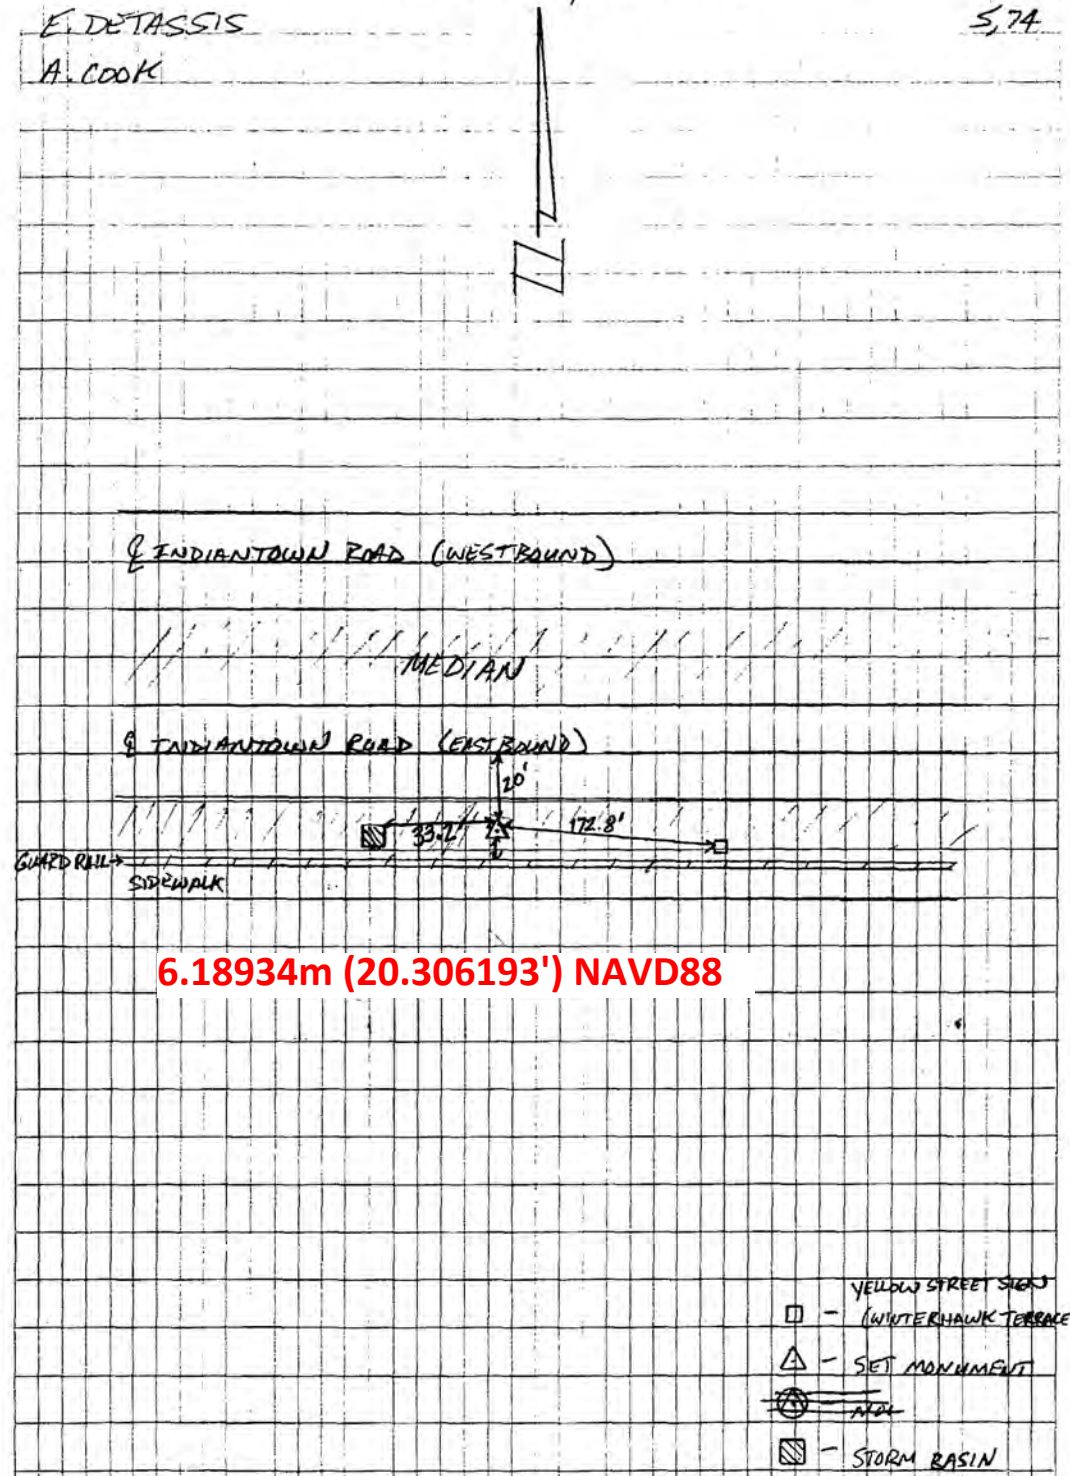 E. DETASSIS
5,74
A. COOK
℄ INDIANTOWN ROAD (WESTBOUND)
MEDIAN
℄ INDIANTOWN ROAD (EASTBOUND)
20'
33.2'
172.8'
GUARD RAIL→
SIDEWALK
6.18934m (20.306193') NAVD88
YELLOW STREET SIGN
□ - (WINTERHAWK TERRACE
△ - SET MONUMENT
- STORM BASIN